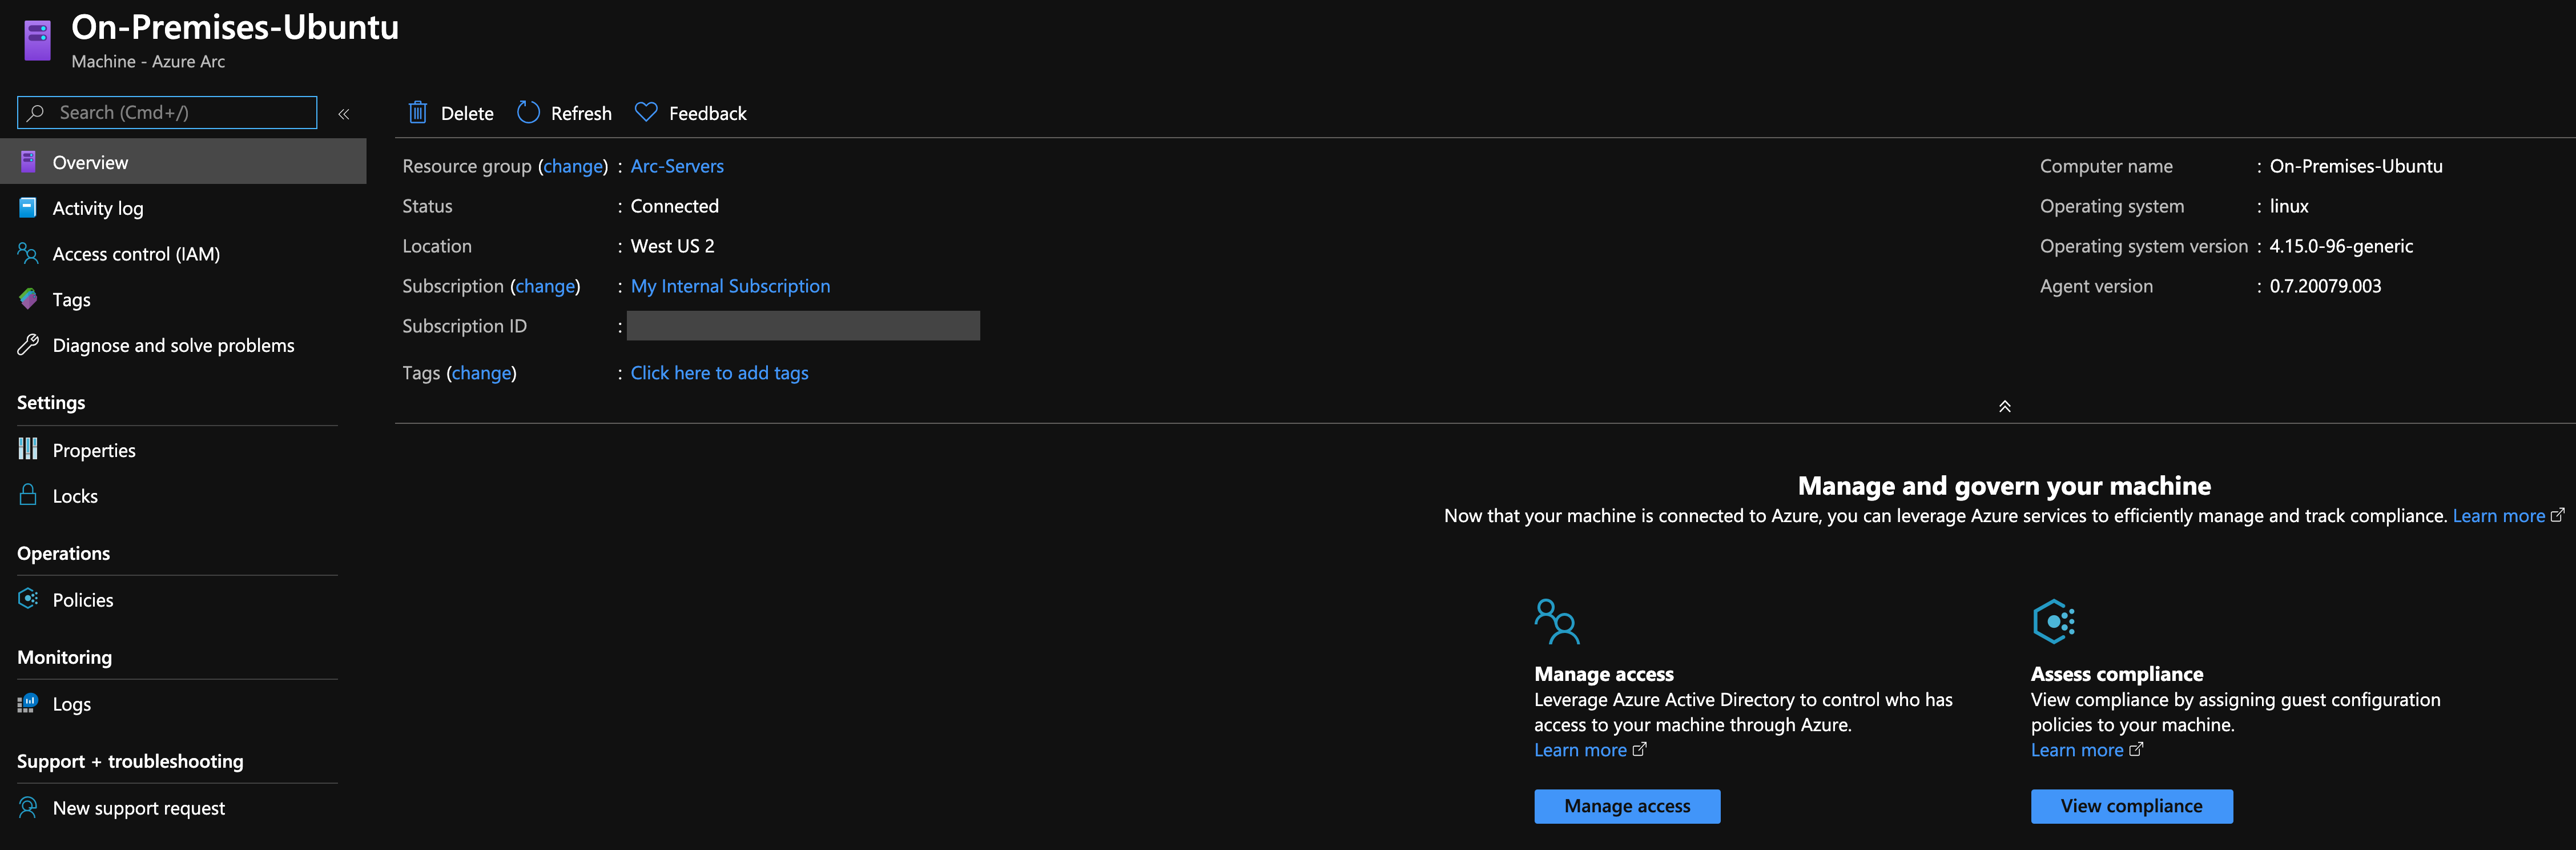 On-Premises-Ubuntu
Machine - Azure Arc
Search (Cmd+/)
«
Overview
Activity log
Access control (IAM)
Tags
Diagnose and solve problems
Settings
Properties
Locks
Operations
Policies
Monitoring
Logs
Support + troubleshooting
New support request
Delete Refresh Feedback
Resource group (change) : Arc-Servers
Status : Connected
Location : West US 2
Subscription (change) : My Internal Subscription
Subscription ID :
Tags (change) : Click here to add tags
Computer name : On-Premises-Ubuntu
Operating system : linux
Operating system version : 4.15.0-96-generic
Agent version : 0.7.20079.003
Manage and govern your machine
Now that your machine is connected to Azure, you can leverage Azure services to efficiently manage and track compliance. Learn more
Manage access
Leverage Azure Active Directory to control who has
access to your machine through Azure.
Learn more
Manage access
Assess compliance
View compliance by assigning guest configuration
policies to your machine.
Learn more
View compliance